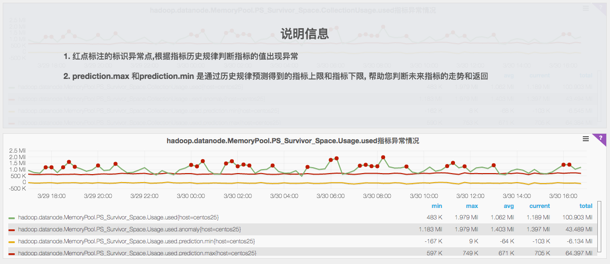 说明信息
1. 红点标注的标识异常点,根据指标历史规律判断指标的值出现异常
2. prediction.max 和prediction.min 是通过历史规律预测得到的指标上限和指标下限, 帮助您判断未来指标的走势和返回
hadoop.datanode.MemoryPool.PS_Survivor_Space.Usage.used指标异常情况
2.5 Mil
2.0 Mil
1.5 Mil
1.0 Mil
500 K
0
-500 K
3/29 18:00 3/29 20:00 3/29 22:00 3/30 00:00 3/30 02:00 3/30 04:00 3/30 06:00 3/30 08:00 3/30 10:00 3/30 12:00 3/30 14:00 3/30 16:00
min max avg current total
hadoop.datanode.MemoryPool.PS_Survivor_Space.Usage.used{host=centos25} 483 K 1.979 Mil 1.062 Mil 1.189 Mil 100.903 Mil
hadoop.datanode.MemoryPool.PS_Survivor_Space.Usage.used.anomaly{host=centos25} 1.183 Mil 1.979 Mil 1.403 Mil 1.397 Mil 43.489 Mil
hadoop.datanode.MemoryPool.PS_Survivor_Space.Usage.used.prediction.min{host=centos25} -167 K 9 K -64 K -103 K -6.134 Mil
hadoop.datanode.MemoryPool.PS_Survivor_Space.Usage.used.prediction.max{host=centos25} 597 K 749 K 671 K 705 K 64.397 Mil